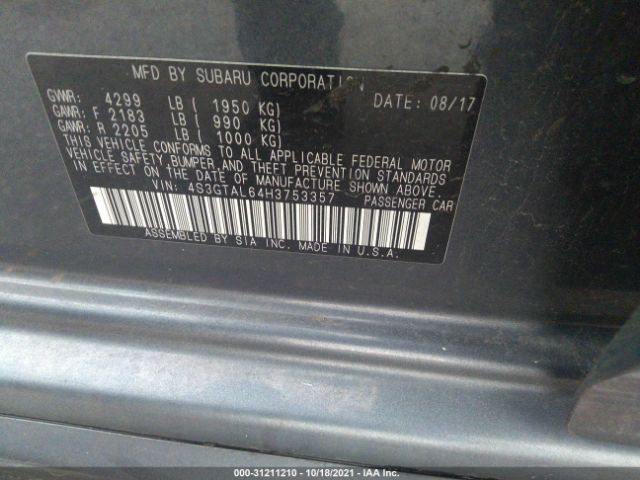 MFD BY SUBARU CORPORATION
GVWR: 4299 LB ( 1950 KG) DATE: 08/17
GAWR: F 2183 LB ( 990 KG)
GAWR: R 2205 LB ( 1000 KG)
THIS VEHICLE CONFORMS TO ALL APPLICABLE FEDERAL MOTOR
VEHICLE SAFETY, BUMPER, AND THEFT PREVENTION STANDARDS
IN EFFECT ON THE DATE OF MANUFACTURE SHOWN ABOVE.
VIN: 4S3GTAL64H3753357 PASSENGER CAR
ASSEMBLED BY SIA INC. MADE IN U.S.A.
000-31211210 | 10/18/2021 - IAA Inc.